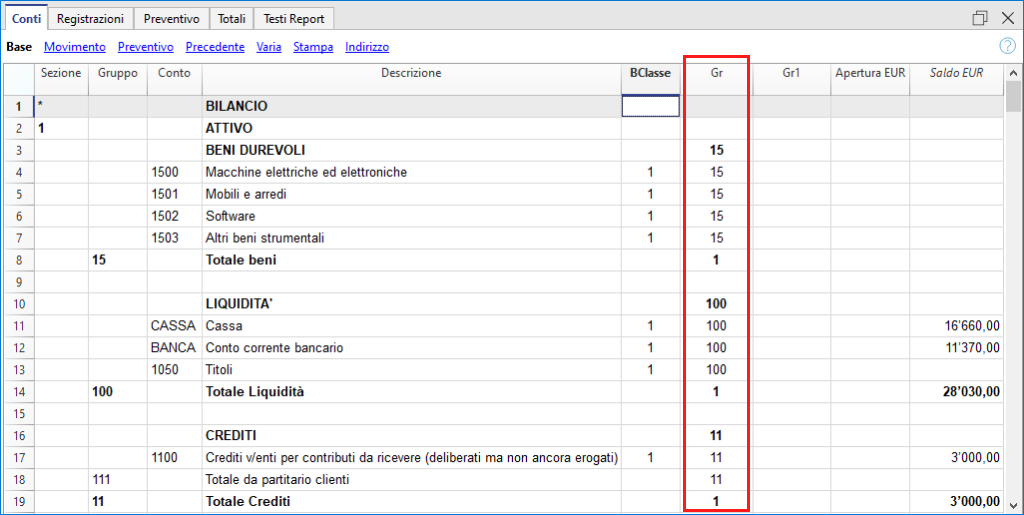 Conti Registrazioni Preventivo Totali Testi Report
Base Movimento Preventivo Precedente Varia Stampa Indirizzo ?
Sezione Gruppo Conto Descrizione BClasse Gr Gr1 Apertura EUR Saldo EUR
1 * BILANCIO
2 1 ATTIVO
3 BENI DUREVOLI 15
4 1500 Macchine elettriche ed elettroniche 1 15
5 1501 Mobili e arredi 1 15
6 1502 Software 1 15
7 1503 Altri beni strumentali 1 15
8 15 Totale beni 1
9
10 LIQUIDITA' 100
11 CASSA Cassa 1 100 16'660,00
12 BANCA Conto corrente bancario 1 100 11'370,00
13 1050 Titoli 1 100
14 100 Totale Liquidità 1 28'030,00
15
16 CREDITI 11
17 1100 Crediti v/enti per contributi da ricevere (deliberati ma non ancora erogati) 1 11 3'000,00
18 111 Totale da partitario clienti 11
19 11 Totale Crediti 1 3'000,00